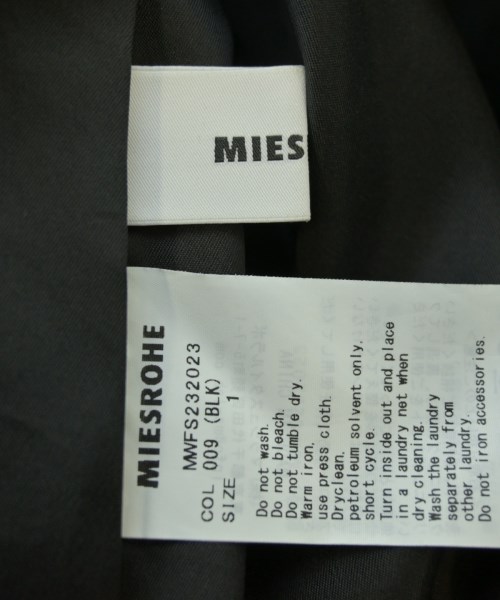 MIES
MIESROHE
MWFS232023
COL 009 (BLK)
SIZE 1
Do not wash.
Do not bleach.
Do not tumble dry.
Warm iron.
use press cloth.
Dryclean.
petroleum solvent only.
short cycle.
Turn inside out and place
in a laundry net when
dry cleaning.
Wash the laundry
separately from
other laundry.
Do not iron accessories.